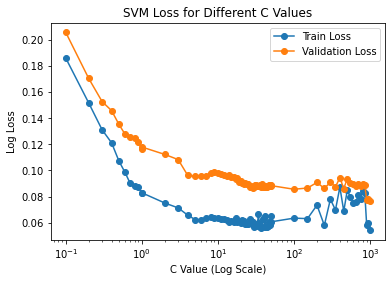 SVM Loss for Different C Values
Train Loss
Validation Loss
Log Loss
0.20
0.18
0.16
0.14
0.12
0.10
0.08
0.06
10⁻¹
10⁰
10¹
10²
10³
C Value (Log Scale)